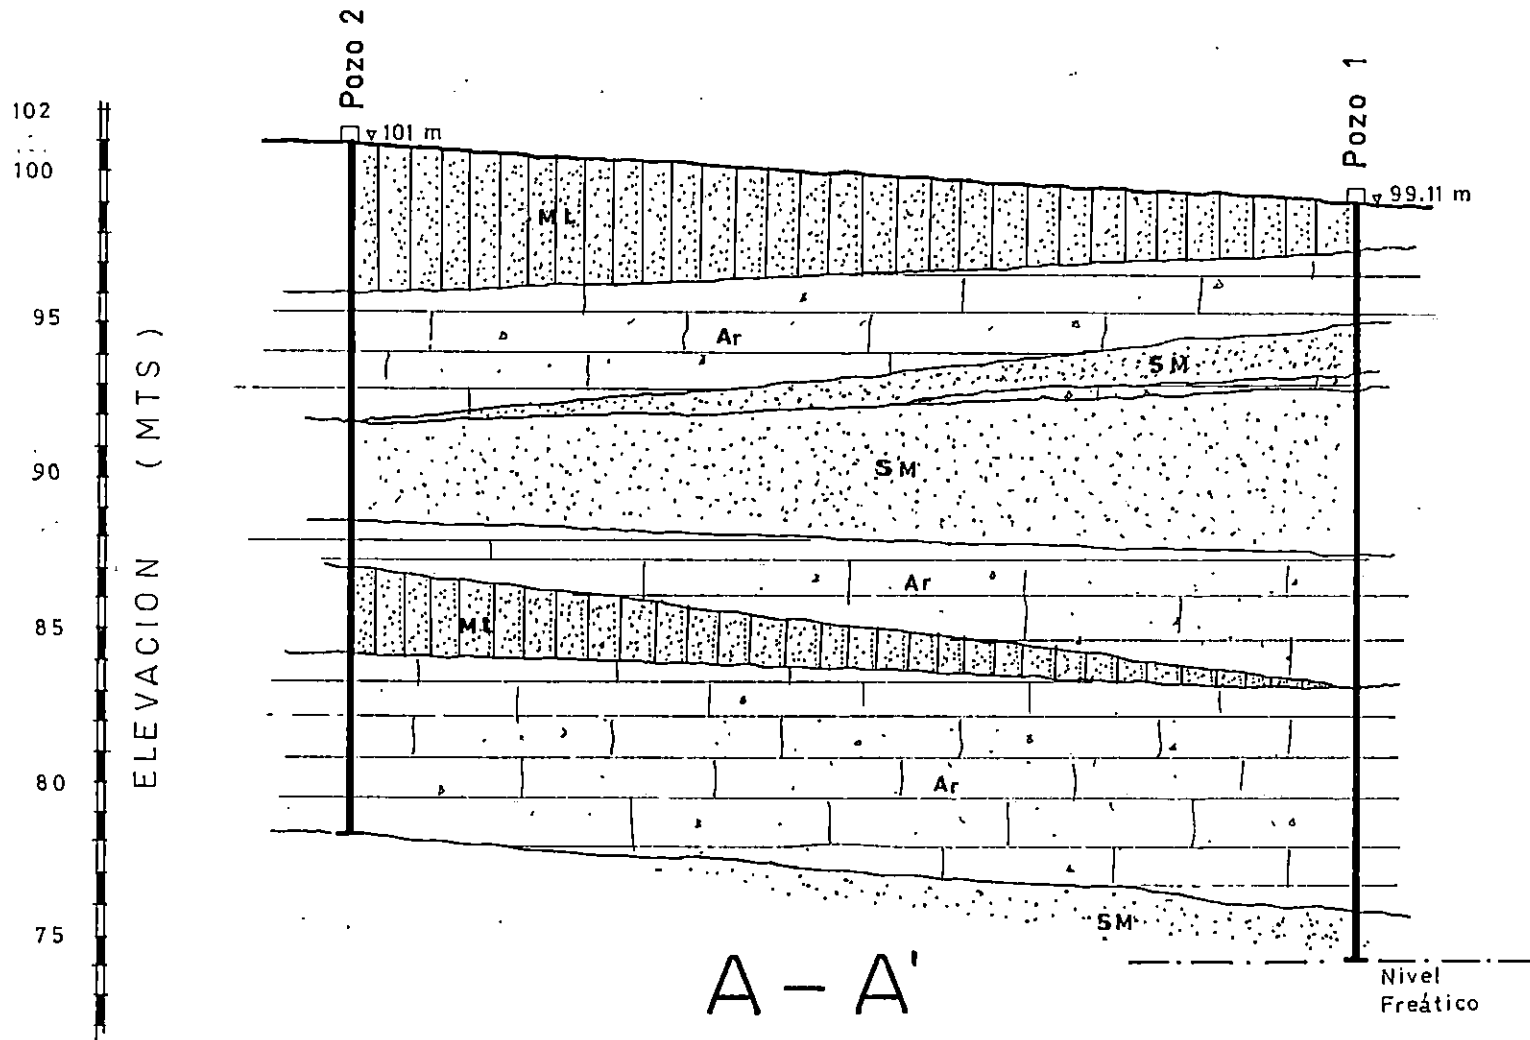 Pozo 2
Pozo 1
102
101 m
100
99.11 m
ML
95
Ar
SM
ELEVACION (MTS)
90
SM
Ar
85
ML
80
Ar
75
SM
A - A'
Nivel
Freático